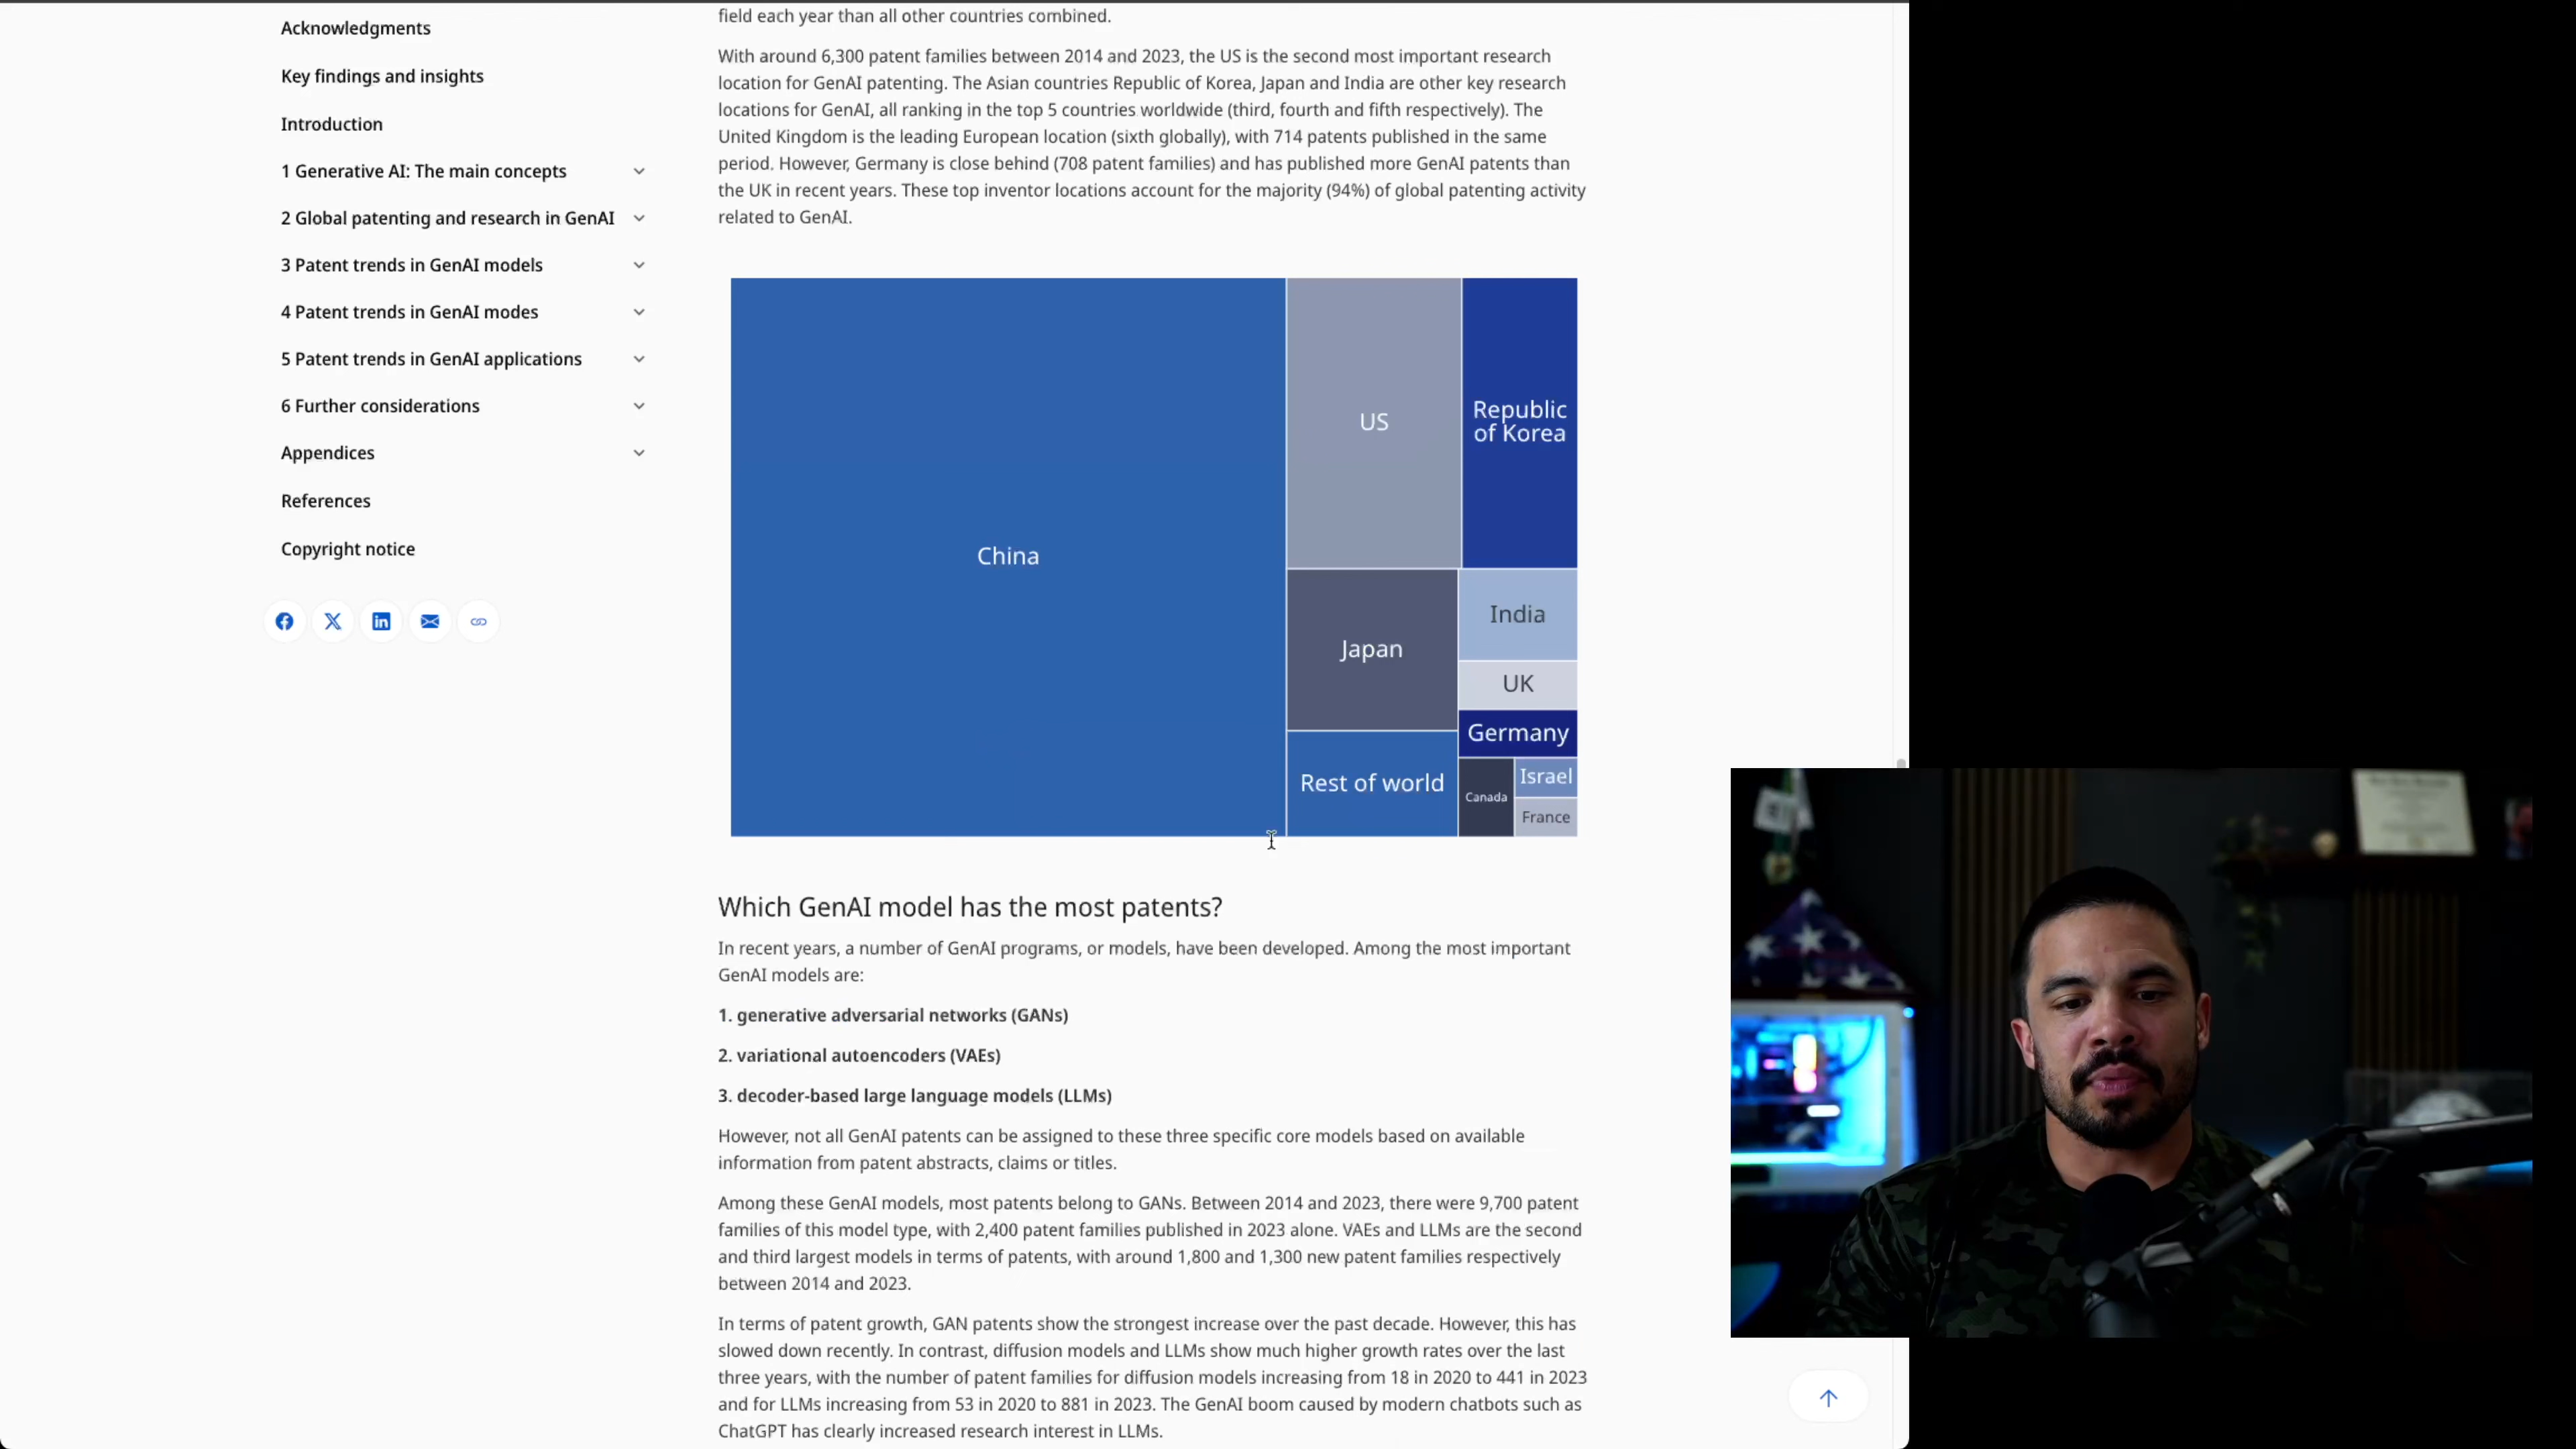 Acknowledgments
Key findings and insights
Introduction
1 Generative AI: The main concepts
2 Global patenting and research in GenAI
3 Patent trends in GenAI models
4 Patent trends in GenAI modes
5 Patent trends in GenAI applications
6 Further considerations
Appendices
References
Copyright notice
field each year than all other countries combined.
With around 6,300 patent families between 2014 and 2023, the US is the second most important research
location for GenAI patenting. The Asian countries Republic of Korea, Japan and India are other key research
locations for GenAI, all ranking in the top 5 countries worldwide (third, fourth and fifth respectively). The
United Kingdom is the leading European location (sixth globally), with 714 patents published in the same
period. However, Germany is close behind (708 patent families) and has published more GenAI patents than
the UK in recent years. These top inventor locations account for the majority (94%) of global patenting activity
related to GenAI.
China
US
Republic
of Korea
Japan
India
UK
Germany
Rest of world
Canada
Israel
France
Which GenAI model has the most patents?
In recent years, a number of GenAI programs, or models, have been developed. Among the most important
GenAI models are:
1. generative adversarial networks (GANs)
2. variational autoencoders (VAEs)
3. decoder-based large language models (LLMs)
However, not all GenAI patents can be assigned to these three specific core models based on available
information from patent abstracts, claims or titles.
Among these GenAI models, most patents belong to GANs. Between 2014 and 2023, there were 9,700 patent
families of this model type, with 2,400 patent families published in 2023 alone. VAEs and LLMs are the second
and third largest models in terms of patents, with around 1,800 and 1,300 new patent families respectively
between 2014 and 2023.
In terms of patent growth, GAN patents show the strongest increase over the past decade. However, this has
slowed down recently. In contrast, diffusion models and LLMs show much higher growth rates over the last
three years, with the number of patent families for diffusion models increasing from 18 in 2020 to 441 in 2023
and for LLMs increasing from 53 in 2020 to 881 in 2023. The GenAI boom caused by modern chatbots such as
ChatGPT has clearly increased research interest in LLMs.